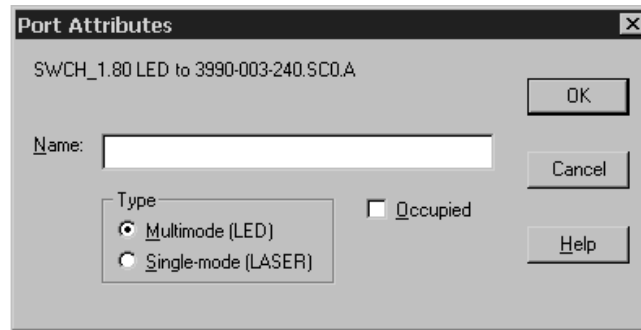 Port Attributes
SWCH_1.80 LED to 3990-003-240.SC0.A
OK
Name:
Cancel
Type
Multimode (LED)
Occupied
Single-mode (LASER)
Help